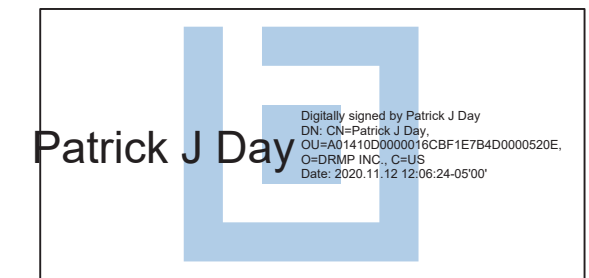 Patrick J Day
Digitally signed by Patrick J Day
DN: CN=Patrick J Day,
OU=A01410D0000016CBF1E7B4D0000520E,
O=DRMP INC., C=US
Date: 2020.11.12 12:06:24-05'00'